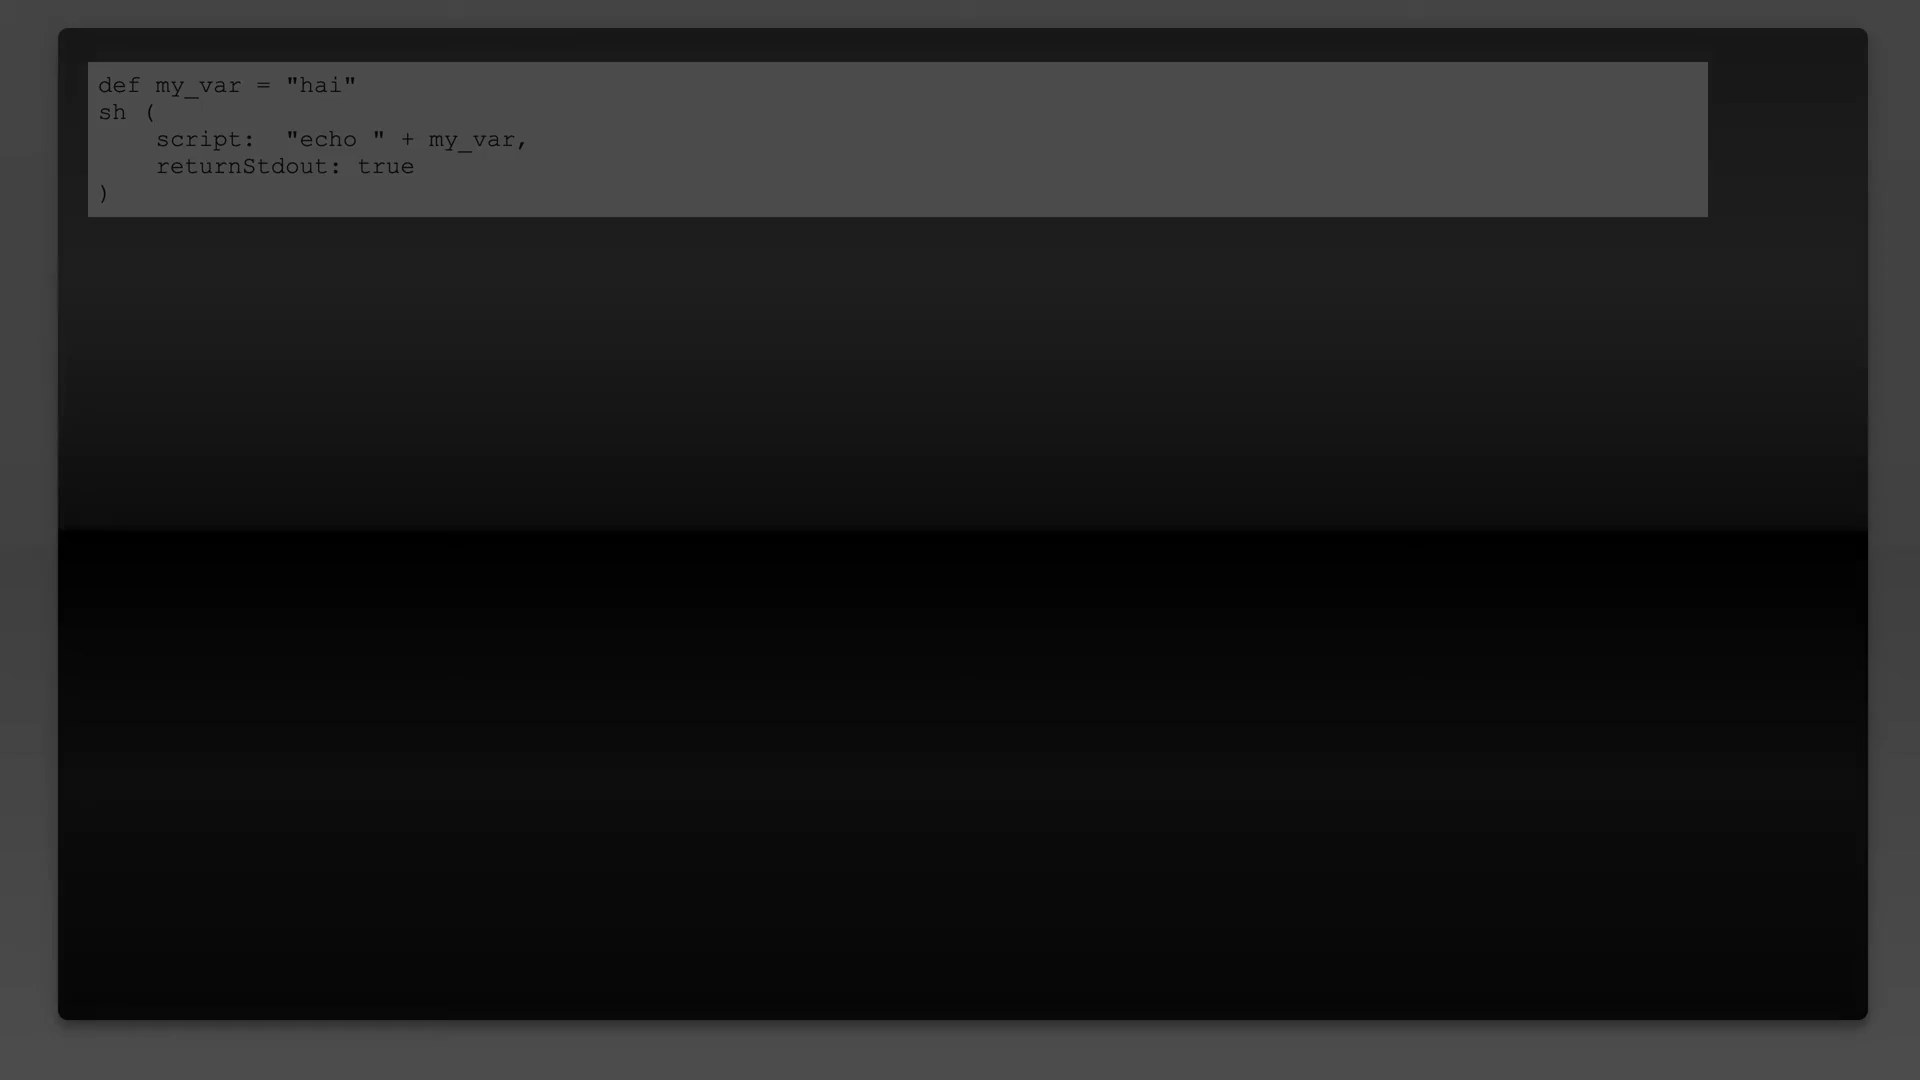 def my_var = "hai"
sh (
    script:  "echo " + my_var,
    returnStdout: true
)